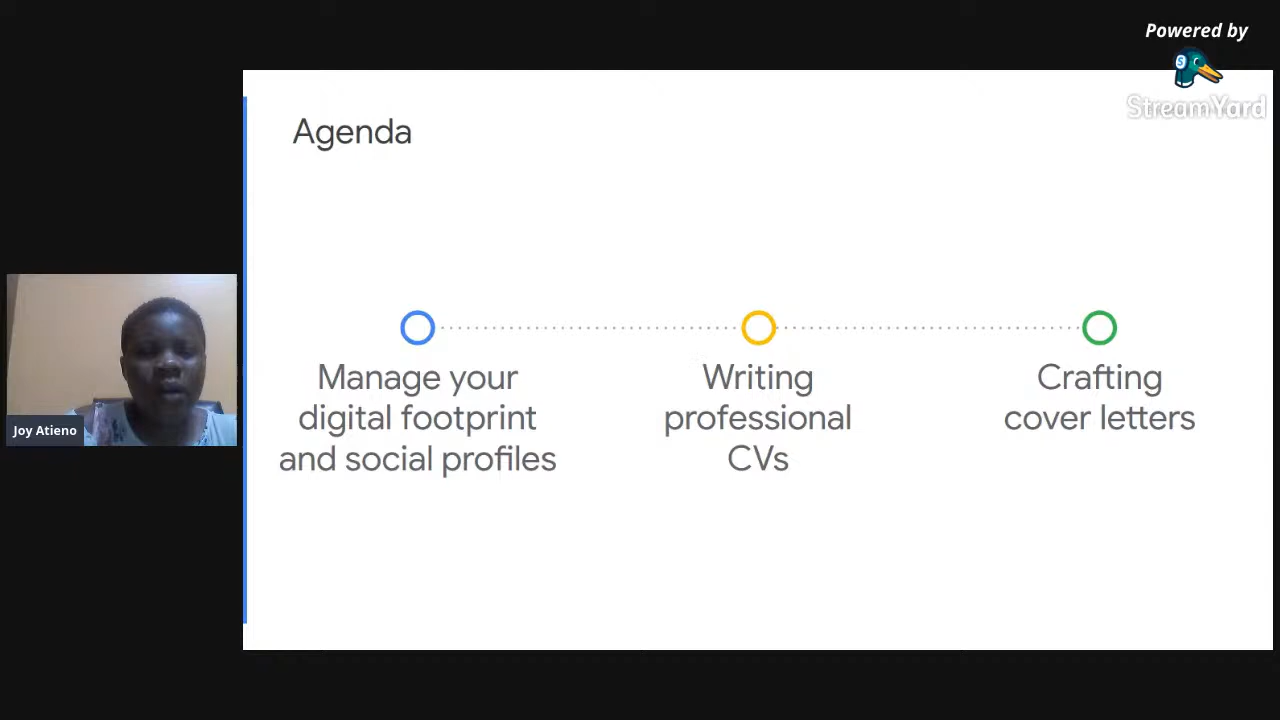 Powered by
StreamYard
Agenda
Manage your
digital footprint
and social profiles
Writing
professional
CVs
Crafting
cover letters
Joy Atieno